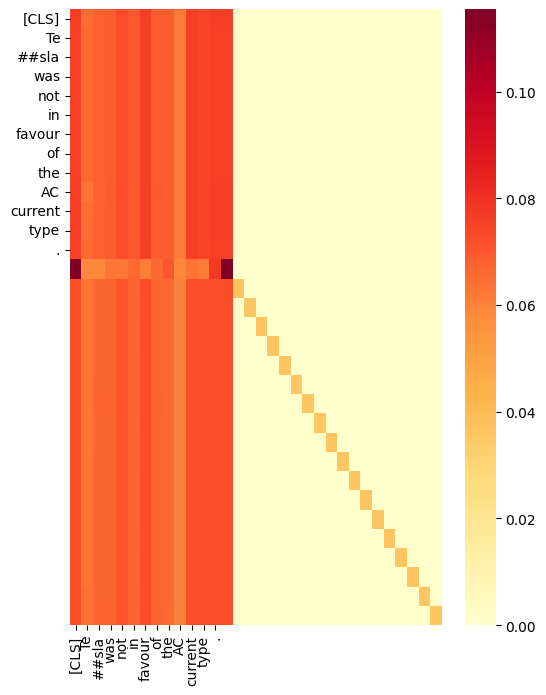 [CLS]
Te
##sla
was
not
in
favour
of
the
AC
current
type
.
0.10
0.08
0.06
0.04
0.02
0.00
[CLS]
Te
##sla
was
not
in
favour
of
the
AC
current
type
.